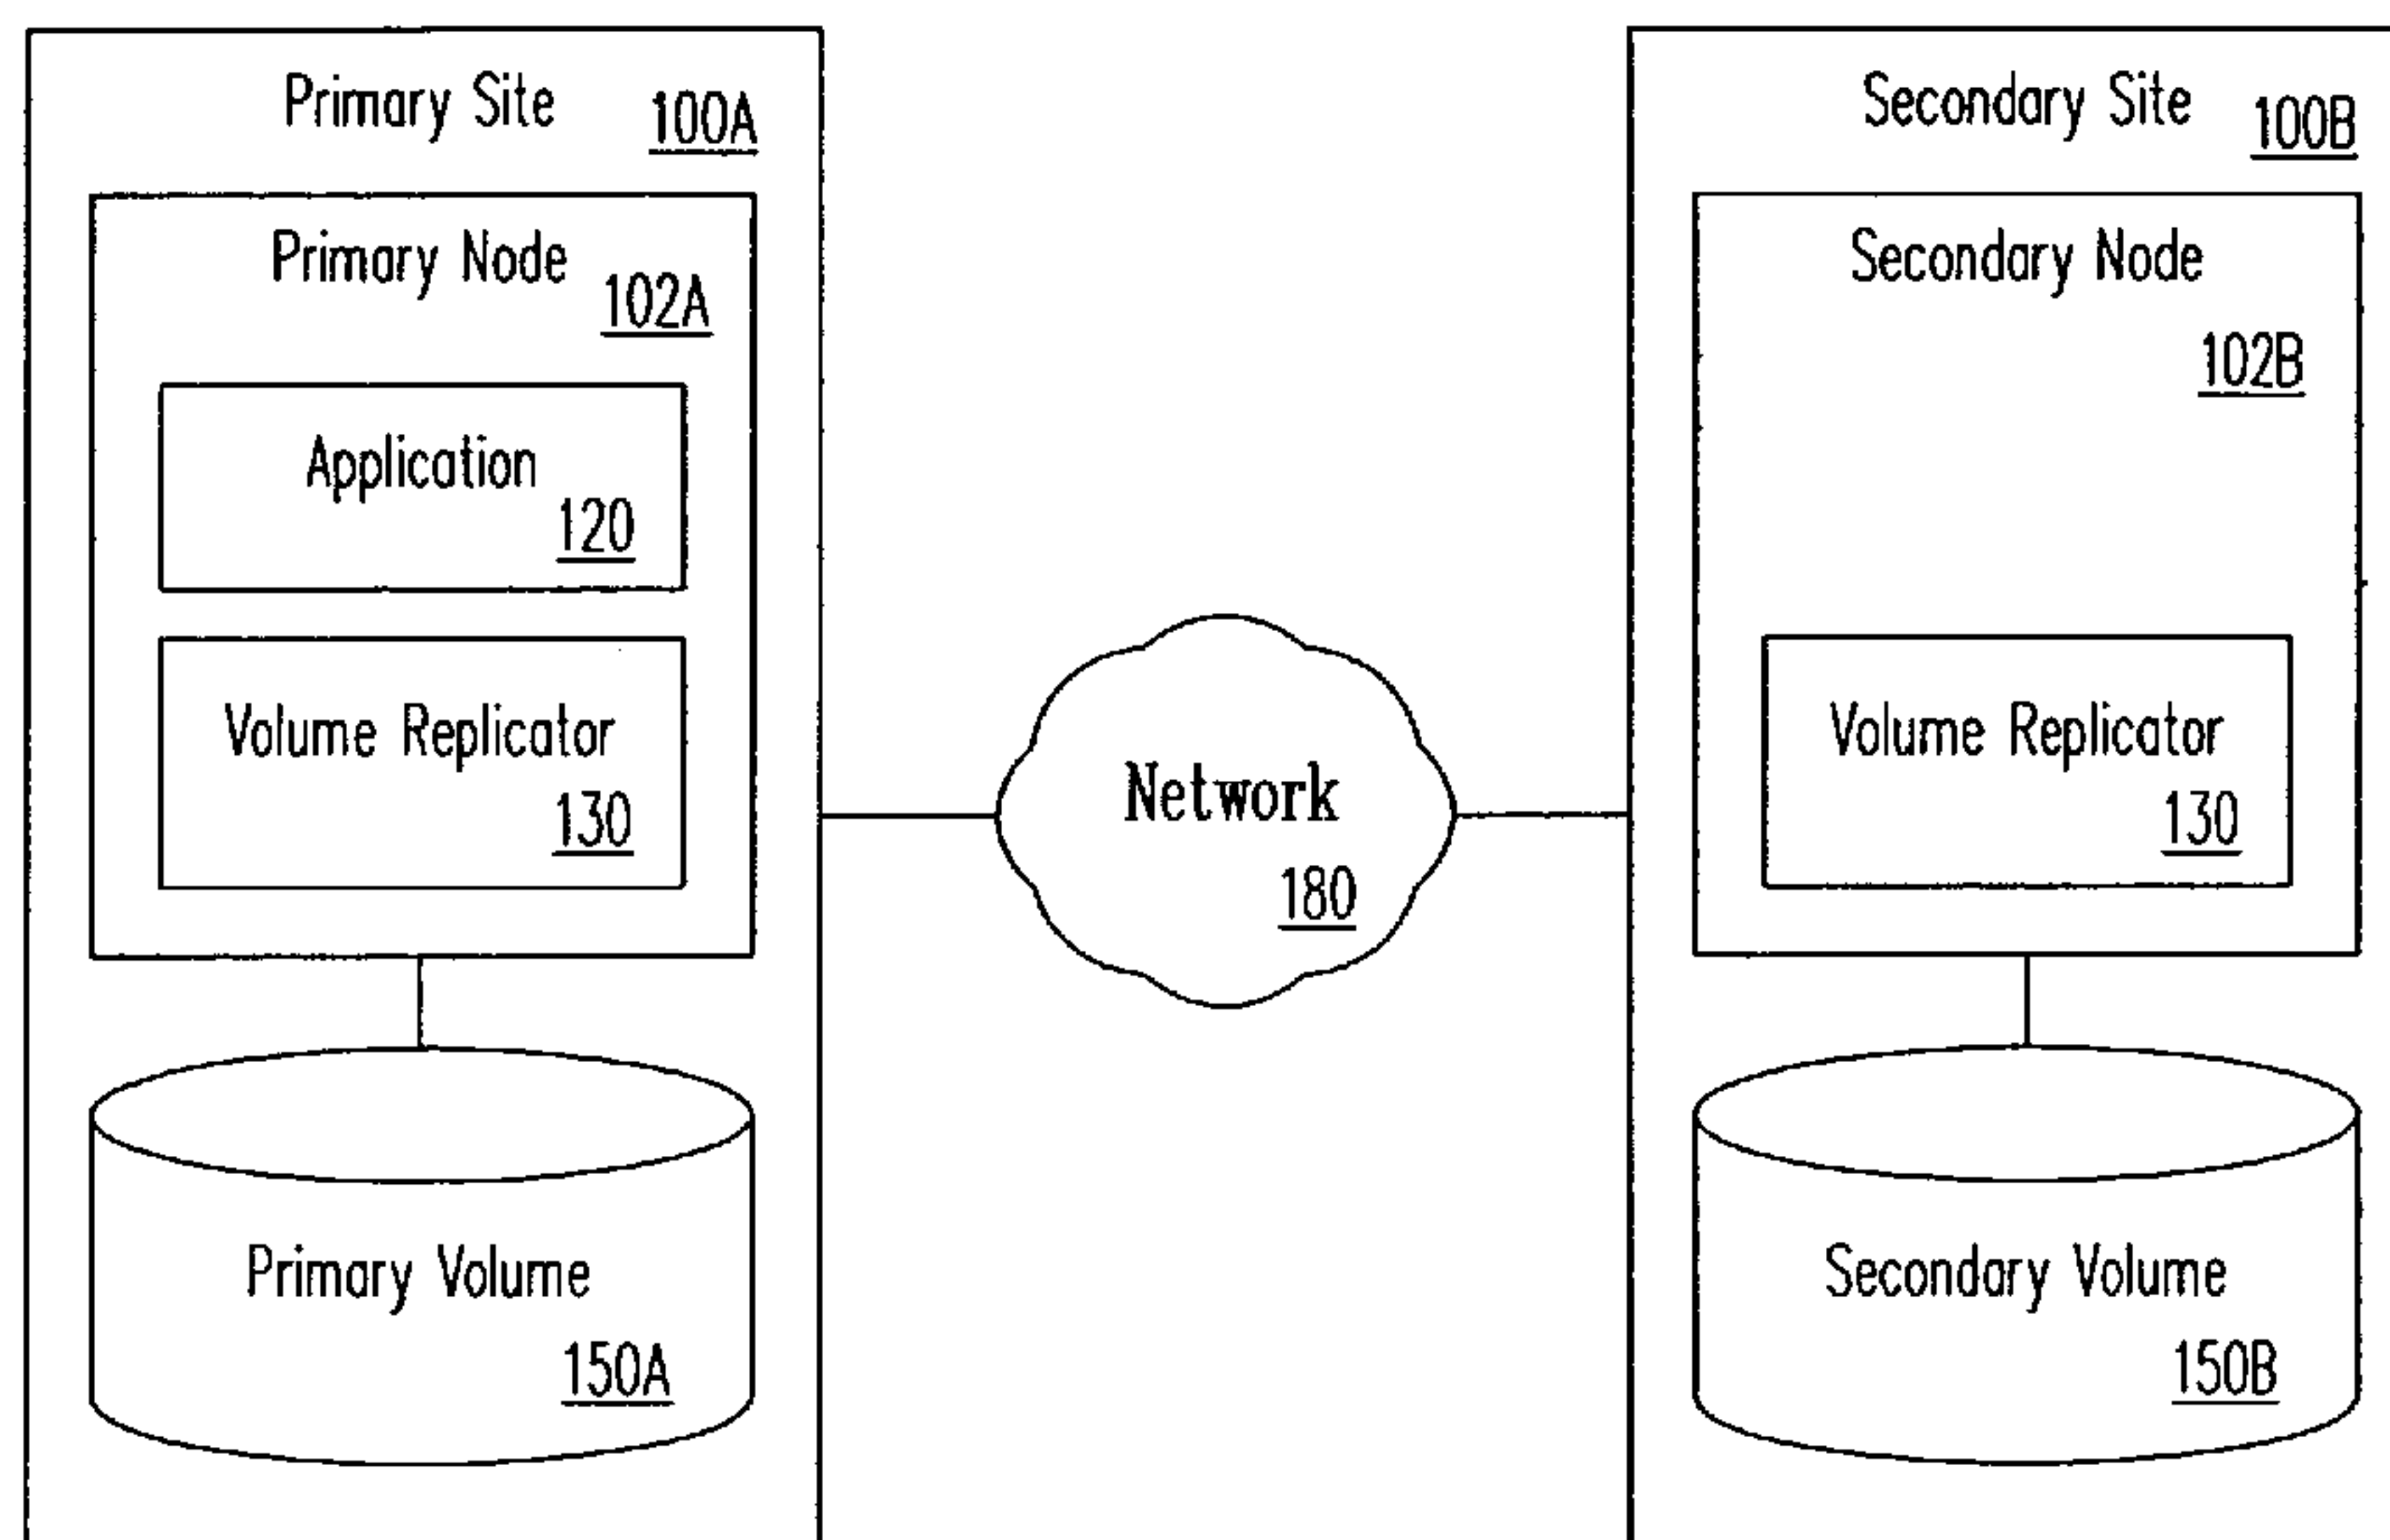 Primary Site
100A
Primary Node
102A
Application
120
Volume Replicator
130
Primary Volume
150A
Network
180
Secondary Site
100B
Secondary Node
102B
Volume Replicator
130
Secondary Volume
150B